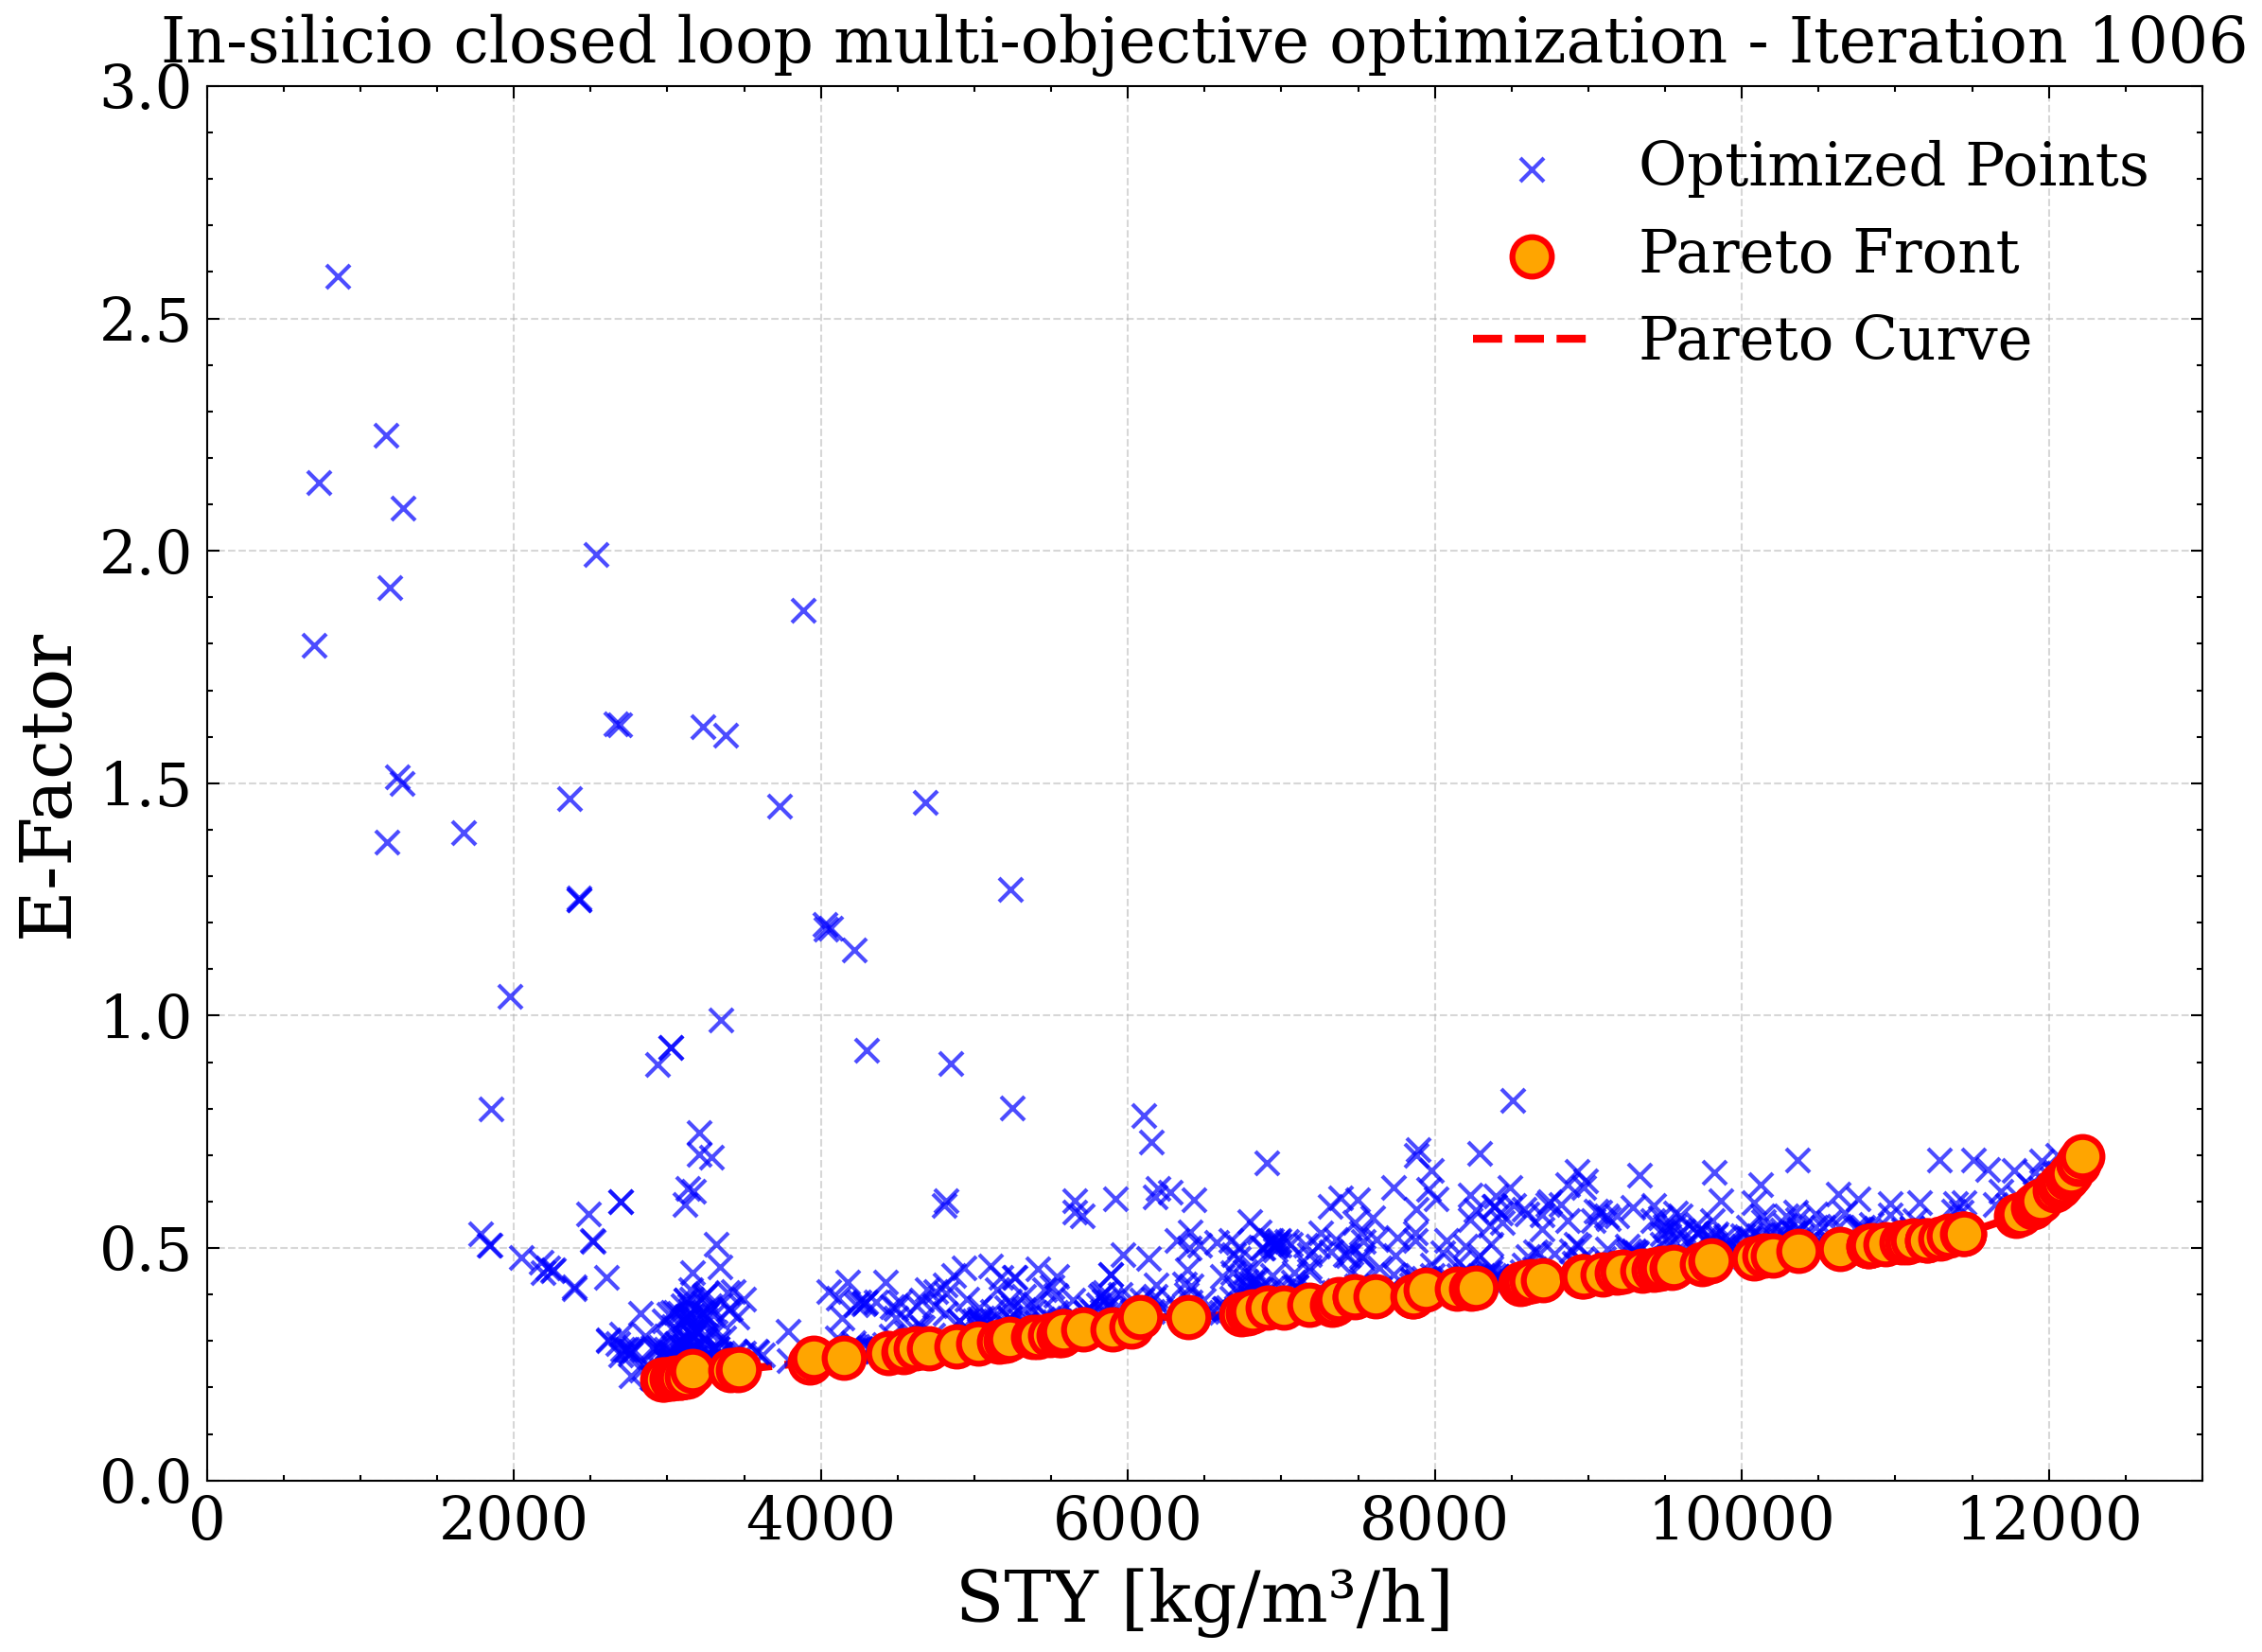 In-silicio closed loop multi-objective optimization - Iteration 1006
3.0
2.5
2.0
1.5
1.0
0.5
0.0
E-Factor
Optimized Points
Pareto Front
Pareto Curve
0 2000 4000 6000 8000 10000 12000
STY [kg/m³/h]